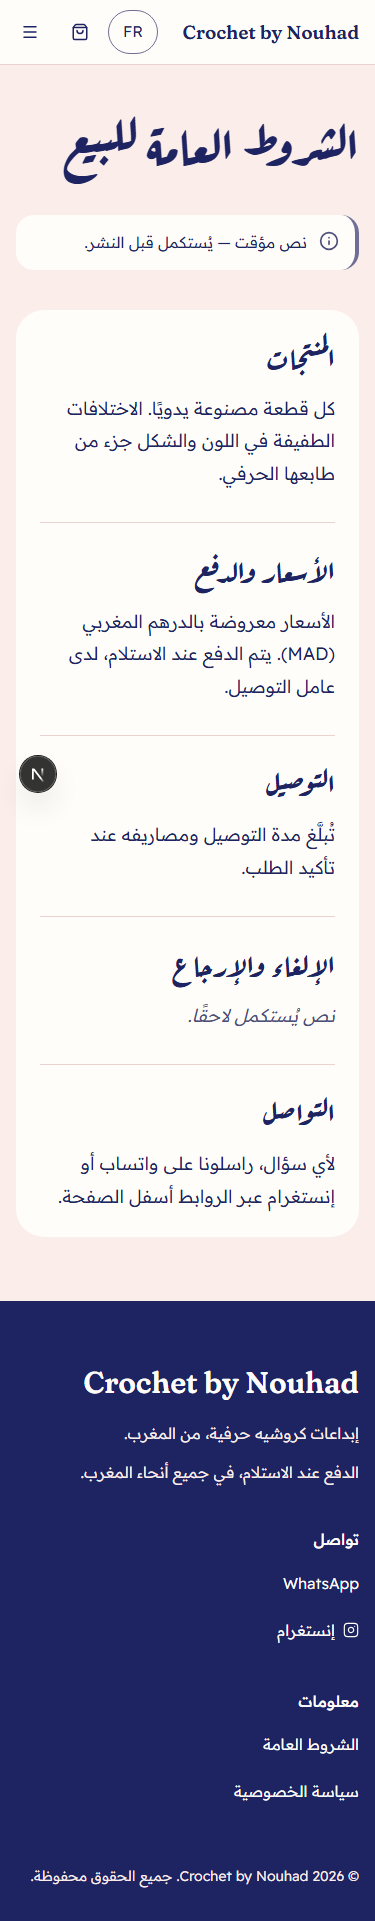 Crochet by Nouhad
FR
الشروط العامة للبيع
نص مؤقت — يُستكمل قبل النشر.
المنتجات
كل قطعة مصنوعة يدويًا. الاختلافات
الطفيفة في اللون والشكل جزء من
طابعها الحرفي.
الأسعار والدفع
الأسعار معروضة بالدرهم المغربي
(MAD). يتم الدفع عند الاستلام، لدى
عامل التوصيل.
N
التوصيل
تُبلَّغ مدة التوصيل ومصاريفه عند
تأكيد الطلب.
الإلغاء والإرجاع
نص يُستكمل لاحقًا.
التواصل
لأي سؤال، راسلونا على واتساب أو
إنستغرام عبر الروابط أسفل الصفحة.
Crochet by Nouhad
إبداعات كروشيه حرفية، من المغرب.
الدفع عند الاستلام، في جميع أنحاء المغرب.
تواصل
WhatsApp
إنستغرام
معلومات
الشروط العامة
سياسة الخصوصية
© 2026 Crochet by Nouhad. جميع الحقوق محفوظة.